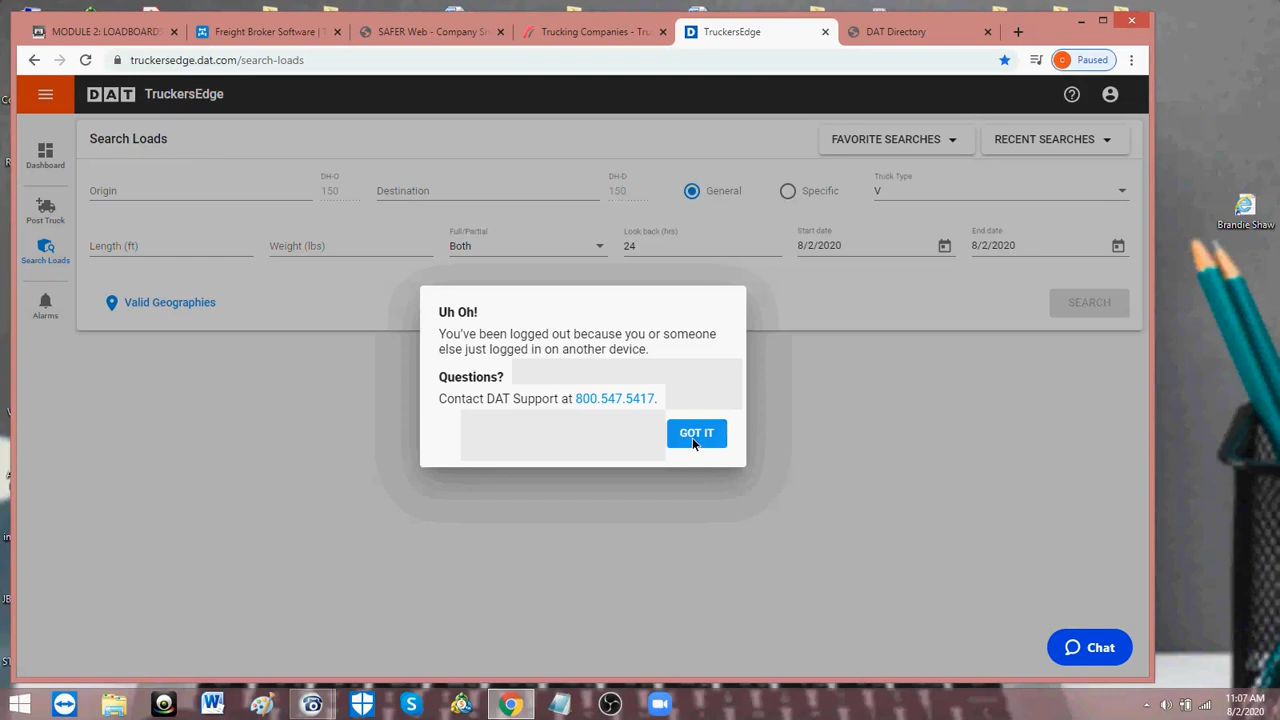 MODULE 2: LOADBOARDS
Freight Broker Software | T
SAFER Web - Company S
Trucking Companies - Tru
TruckersEdge
DAT Directory
truckersedge.dat.com/search-loads
C
Paused
DAT
TruckersEdge
Search Loads
FAVORITE SEARCHES
RECENT SEARCHES
Dashboard
Post Truck
Search Loads
Alarms
Origin
DH-O
150
Destination
DH-D
150
General
Specific
Truck Type
V
Length (ft)
Weight (lbs)
Full/Partial
Both
Look back (hrs)
24
Start date
8/2/2020
End date
8/2/2020
Valid Geographies
SEARCH
Uh Oh!
You've been logged out because you or someone
else just logged in on another device.
Questions?
Contact DAT Support at 800.547.5417.
GOT IT
Chat
Brandie Shaw
11:07 AM
8/2/2020